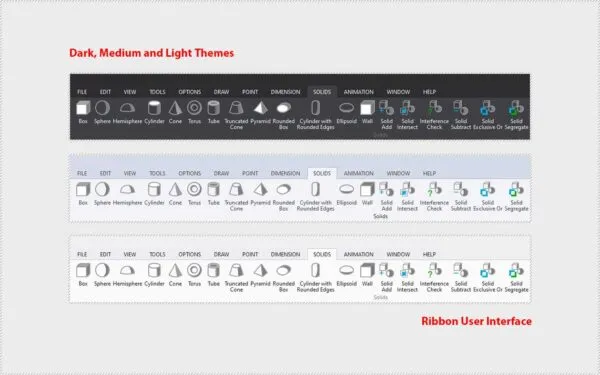 Dark, Medium and Light Themes
FILE EDIT VIEW TOOLS OPTIONS DRAW POINT DIMENSION SOLIDS ANIMATION WINDOW HELP
Box Sphere Hemisphere Cylinder Cone Torus Tube Truncated Pyramid Rounded Cylinder with Ellipsoid Wall Solid Solid Interference Solid Solid Solid
Cone Box Rounded Edges Add Intersect Check Subtract Exclusive Or Segregate
Solids
FILE EDIT VIEW TOOLS OPTIONS DRAW POINT DIMENSION SOLIDS ANIMATION WINDOW HELP
Box Sphere Hemisphere Cylinder Cone Torus Tube Truncated Pyramid Rounded Cylinder with Ellipsoid Wall Solid Solid Interference Solid Solid Solid
Cone Box Rounded Edges Add Intersect Check Subtract Exclusive Or Segregate
Solids
FILE EDIT VIEW TOOLS OPTIONS DRAW POINT DIMENSION SOLIDS ANIMATION WINDOW HELP
Box Sphere Hemisphere Cylinder Cone Torus Tube Truncated Pyramid Rounded Cylinder with Ellipsoid Wall Solid Solid Interference Solid Solid Solid
Cone Box Rounded Edges Add Intersect Check Subtract Exclusive Or Segregate
Solids
Ribbon User Interface